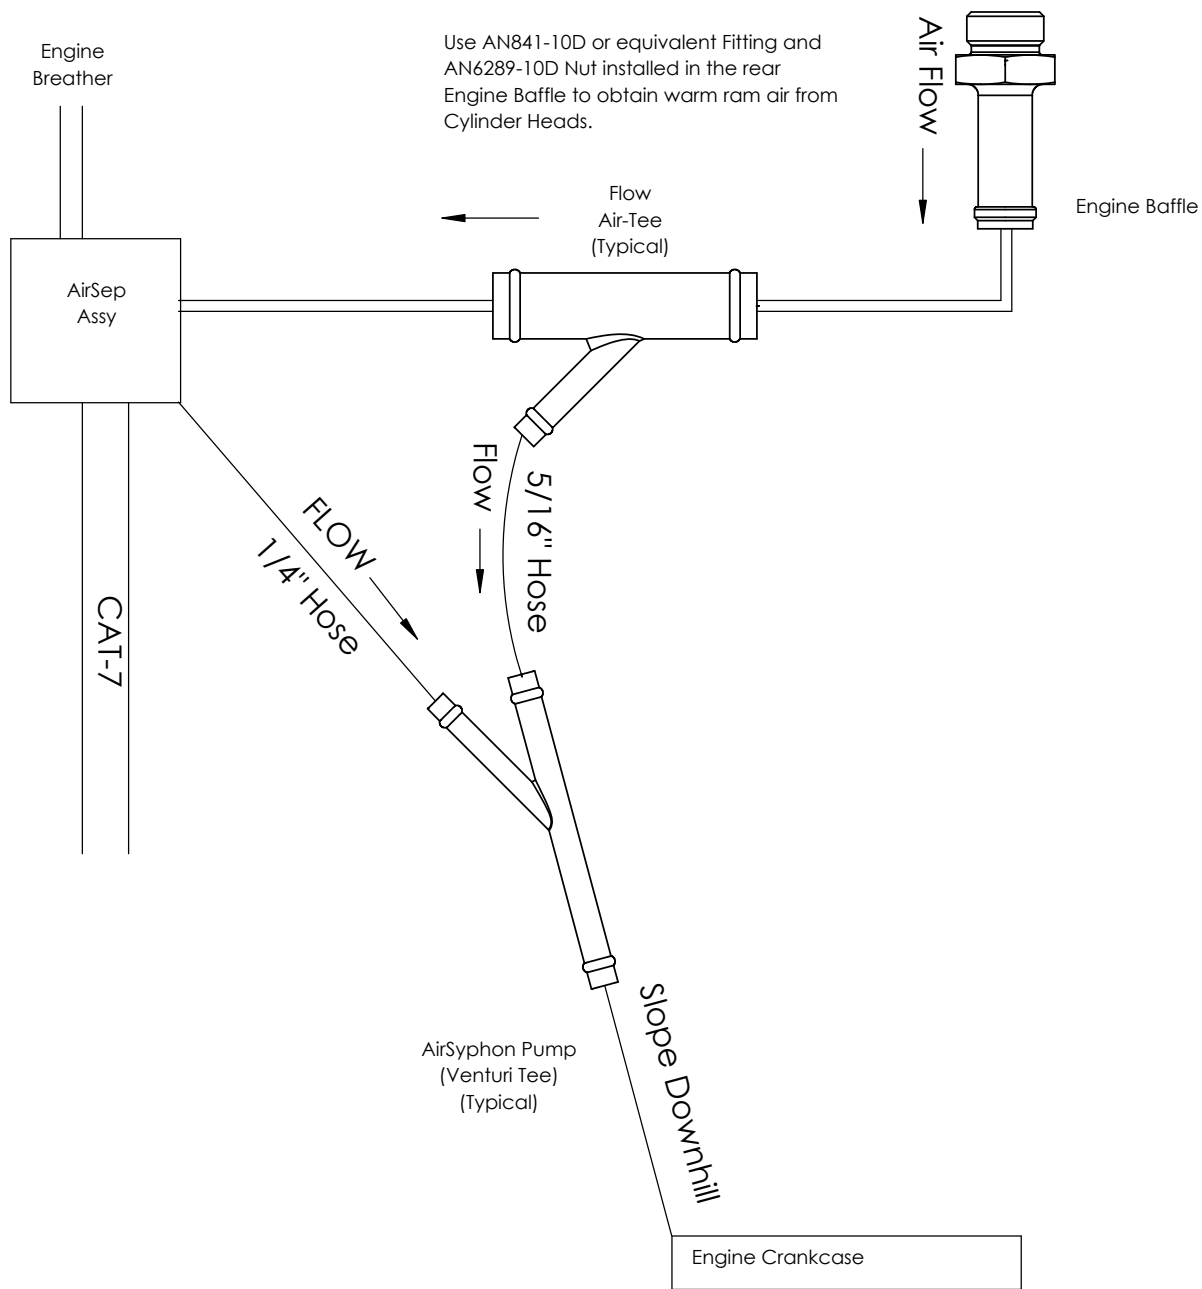 Engine
Breather
Use AN841-10D or equivalent Fitting and
AN6289-10D Nut installed in the rear
Engine Baffle to obtain warm ram air from
Cylinder Heads.
Air Flow
Flow
Air-Tee
(Typical)
Engine Baffle
AirSep
Assy
Flow
5/16" Hose
FLOW
1/4" Hose
CAT-7
AirSyphon Pump
(Venturi Tee)
(Typical)
Slope Downhill
Engine Crankcase